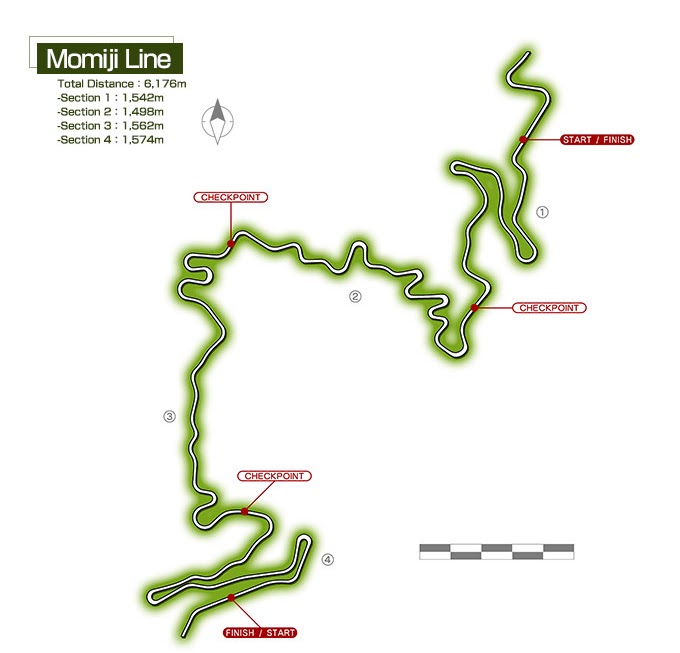 Momiji Line
Total Distance : 6,176m
-Section 1 : 1,542m
-Section 2 : 1,498m
-Section 3 : 1,562m
-Section 4 : 1,574m
START / FINISH
CHECKPOINT
①
②
CHECKPOINT
③
CHECKPOINT
④
FINISH / START